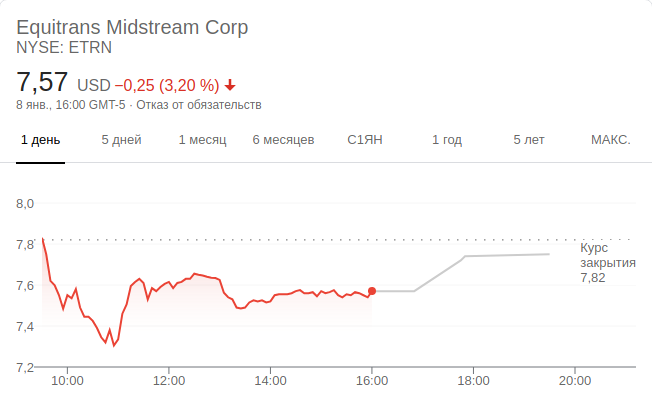 Equitrans Midstream Corp
NYSE: ETRN
7,57 USD −0,25 (3,20 %)
8 янв., 16:00 GMT-5 · Отказ от обязательств
1 день 5 дней 1 месяц 6 месяцев С1ЯН 1 год 5 лет МАКС.
8,0
7,8
Курс
закрытия
7,82
7,6
7,4
7,2
10:00 12:00 14:00 16:00 18:00 20:00